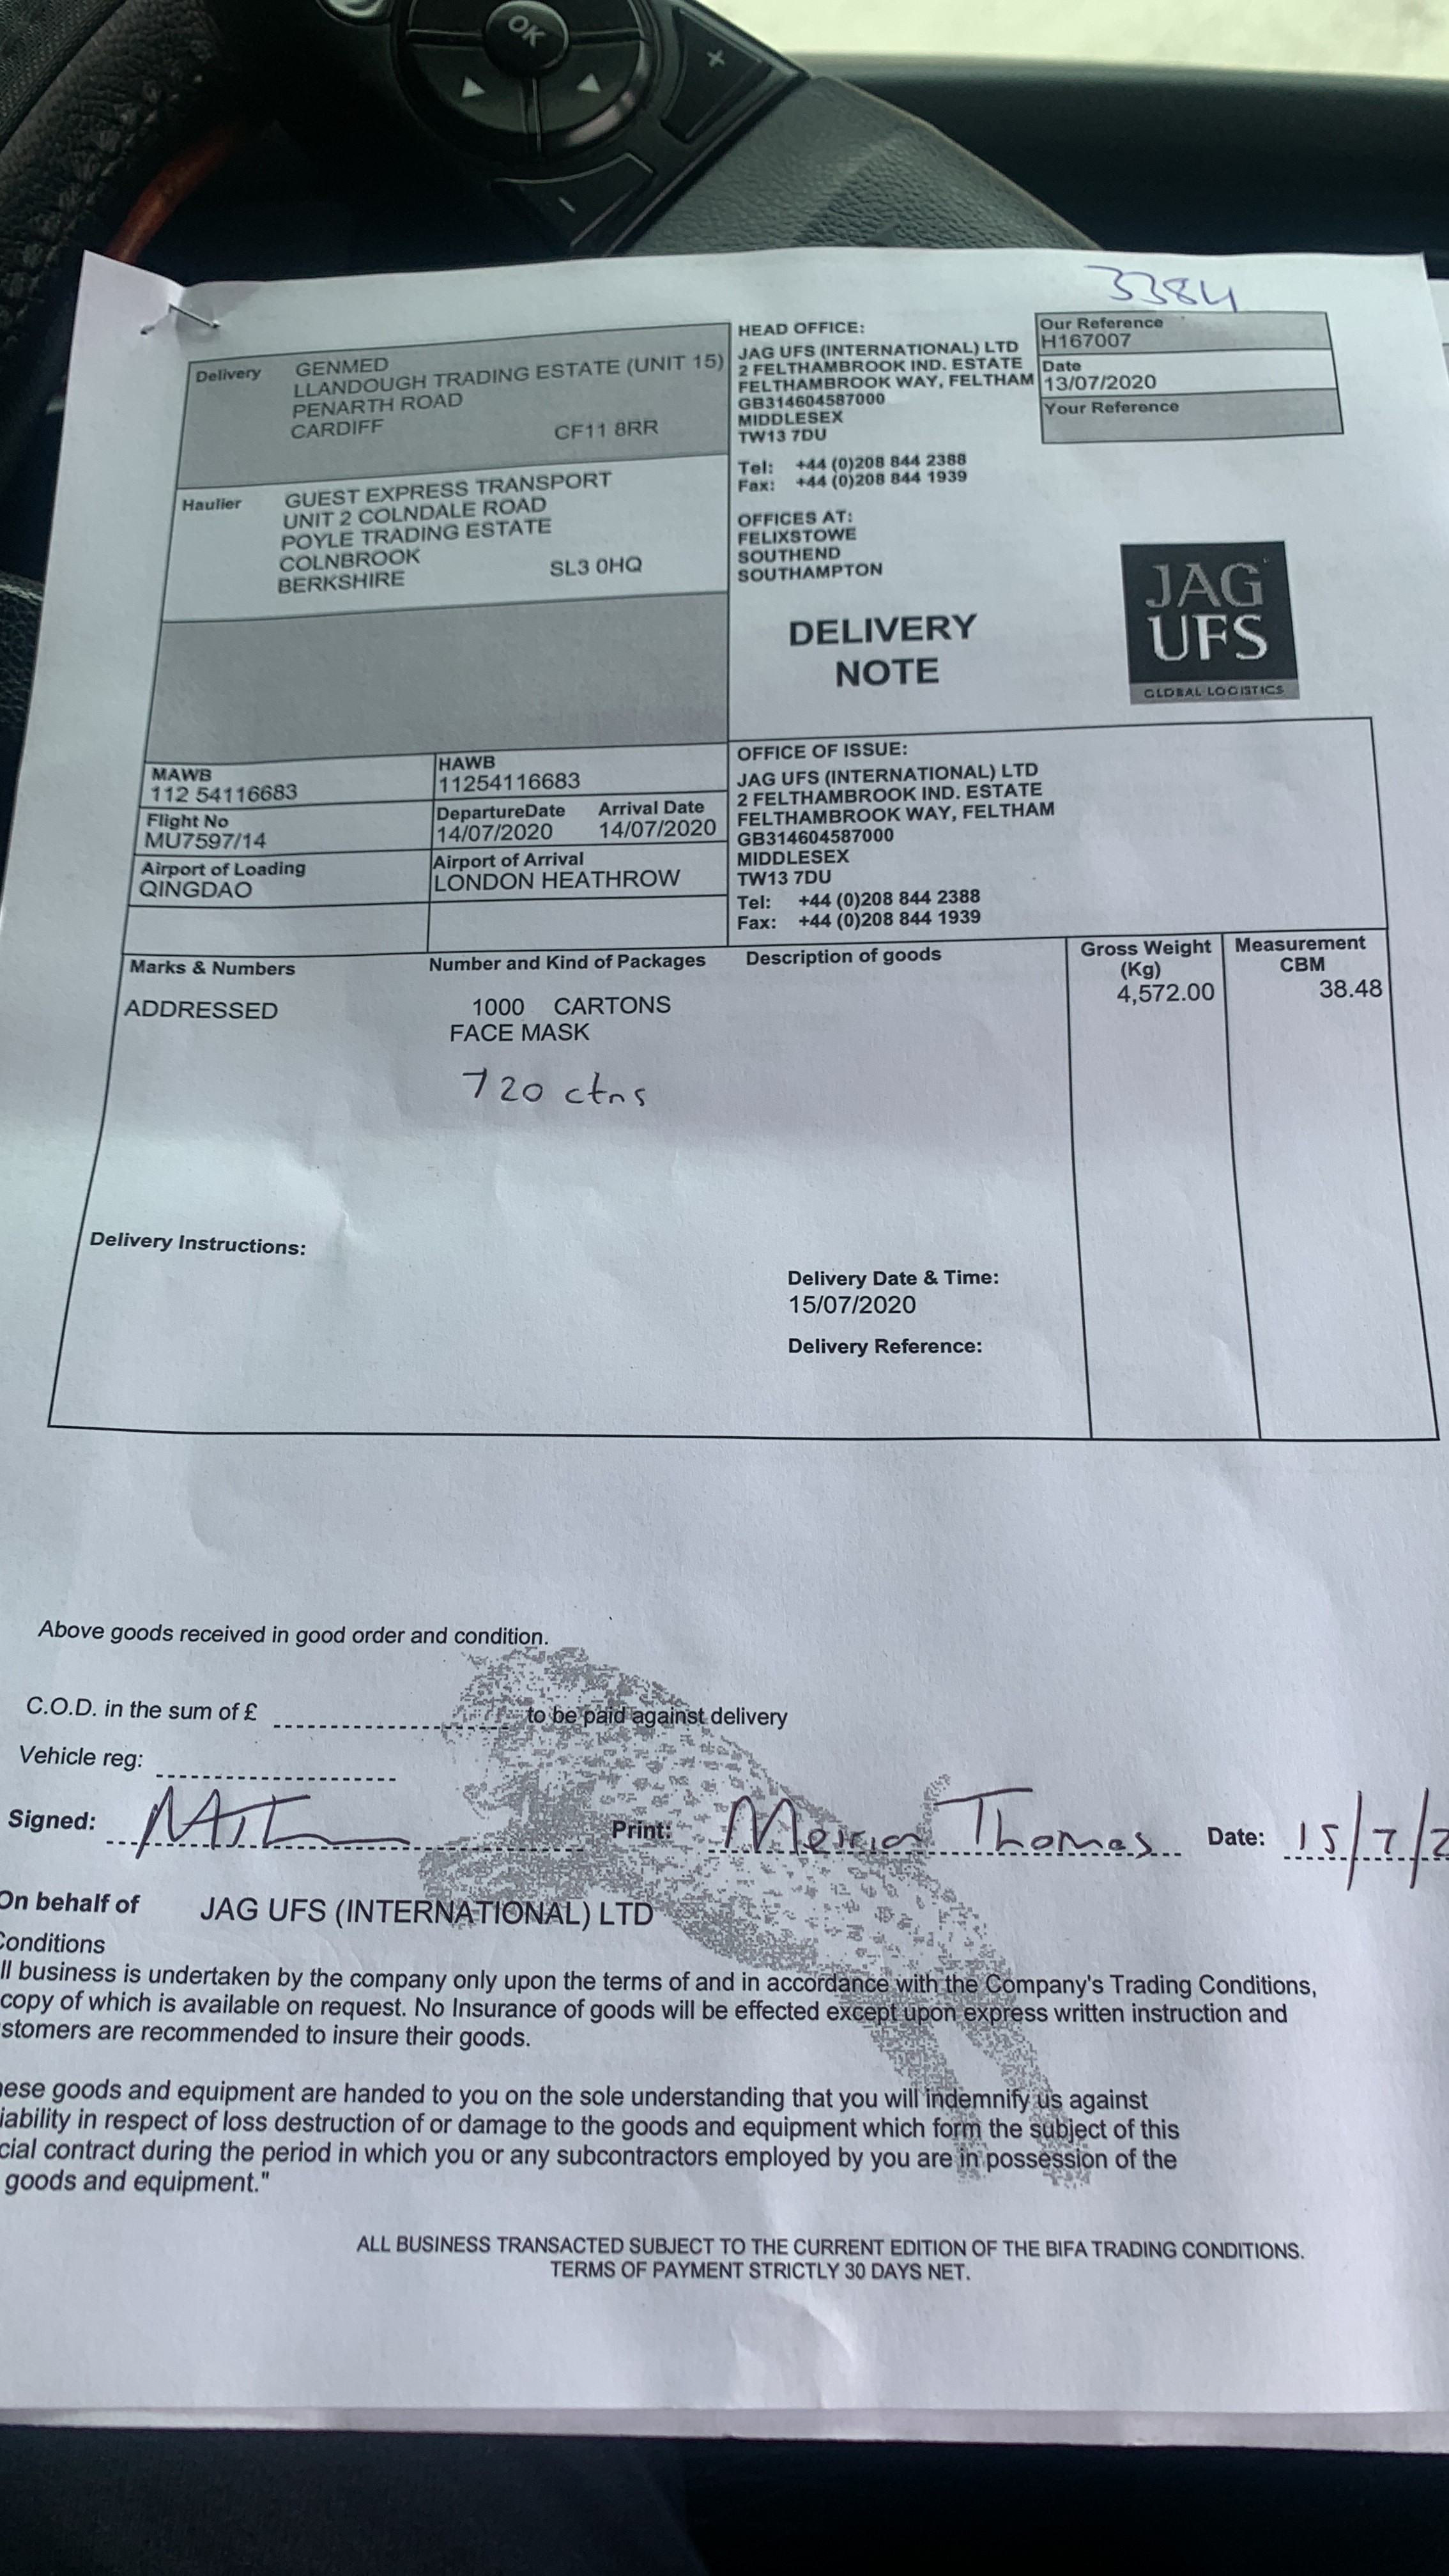 OK
+
-
3384
Delivery
GENMED
LLANDOUGH TRADING ESTATE (UNIT 15)
PENARTH ROAD
CARDIFF CF11 8RR
Haulier
GUEST EXPRESS TRANSPORT
UNIT 2 COLNDALE ROAD
POYLE TRADING ESTATE
COLNBROOK
BERKSHIRE SL3 0HQ
HEAD OFFICE:
JAG UFS (INTERNATIONAL) LTD
2 FELTHAMBROOK IND. ESTATE
FELTHAMBROOK WAY, FELTHAM
GB314604587000
MIDDLESEX
TW13 7DU
Tel: +44 (0)208 844 2388
Fax: +44 (0)208 844 1939
OFFICES AT:
FELIXSTOWE
SOUTHEND
SOUTHAMPTON
Our Reference
H167007
Date
13/07/2020
Your Reference
DELIVERY
NOTE
JAG
UFS
GLOBAL LOGISTICS
MAWB
112 54116683
HAWB
11254116683
Flight No
MU7597/14
DepartureDate Arrival Date
14/07/2020 14/07/2020
Airport of Loading
QINGDAO
Airport of Arrival
LONDON HEATHROW
OFFICE OF ISSUE:
JAG UFS (INTERNATIONAL) LTD
2 FELTHAMBROOK IND. ESTATE
FELTHAMBROOK WAY, FELTHAM
GB314604587000
MIDDLESEX
TW13 7DU
Tel: +44 (0)208 844 2388
Fax: +44 (0)208 844 1939
Marks & Numbers Number and Kind of Packages Description of goods Gross Weight (Kg) Measurement CBM
ADDRESSED 1000 CARTONS 4,572.00 38.48
FACE MASK
720 ctns
Delivery Instructions:
Delivery Date & Time:
15/07/2020
Delivery Reference:
Above goods received in good order and condition.
C.O.D. in the sum of £ to be paid against delivery
Vehicle reg:
Signed: Print: Thomas Date: 15/7/2
On behalf of JAG UFS (INTERNATIONAL) LTD
Conditions
ll business is undertaken by the company only upon the terms of and in accordance with the Company's Trading Conditions,
copy of which is available on request. No Insurance of goods will be effected except upon express written instruction and
stomers are recommended to insure their goods.
ese goods and equipment are handed to you on the sole understanding that you will indemnify us against
iability in respect of loss destruction of or damage to the goods and equipment which form the subject of this
cial contract during the period in which you or any subcontractors employed by you are in possession of the
goods and equipment."
ALL BUSINESS TRANSACTED SUBJECT TO THE CURRENT EDITION OF THE BIFA TRADING CONDITIONS.
TERMS OF PAYMENT STRICTLY 30 DAYS NET.